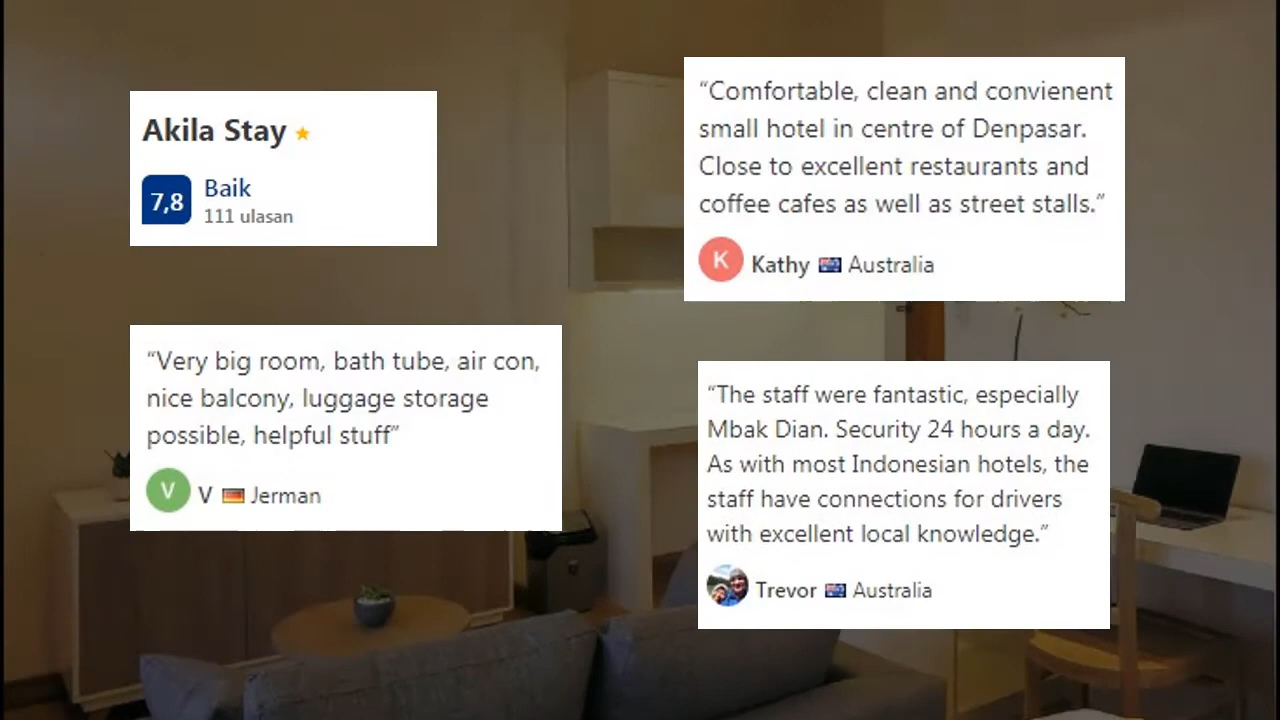 Akila Stay
7,8
Baik
111 ulasan
“Very big room, bath tube, air con,
nice balcony, luggage storage
possible, helpful stuff”
V
V Jerman
“Comfortable, clean and convienent
small hotel in centre of Denpasar.
Close to excellent restaurants and
coffee cafes as well as street stalls.”
K
Kathy Australia
“The staff were fantastic, especially
Mbak Dian. Security 24 hours a day.
As with most Indonesian hotels, the
staff have connections for drivers
with excellent local knowledge.”
Trevor Australia